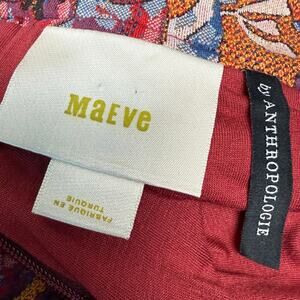 MaEve
by ANTHROPOLOGIE
FABRIQUÉ EN
TURQUIE